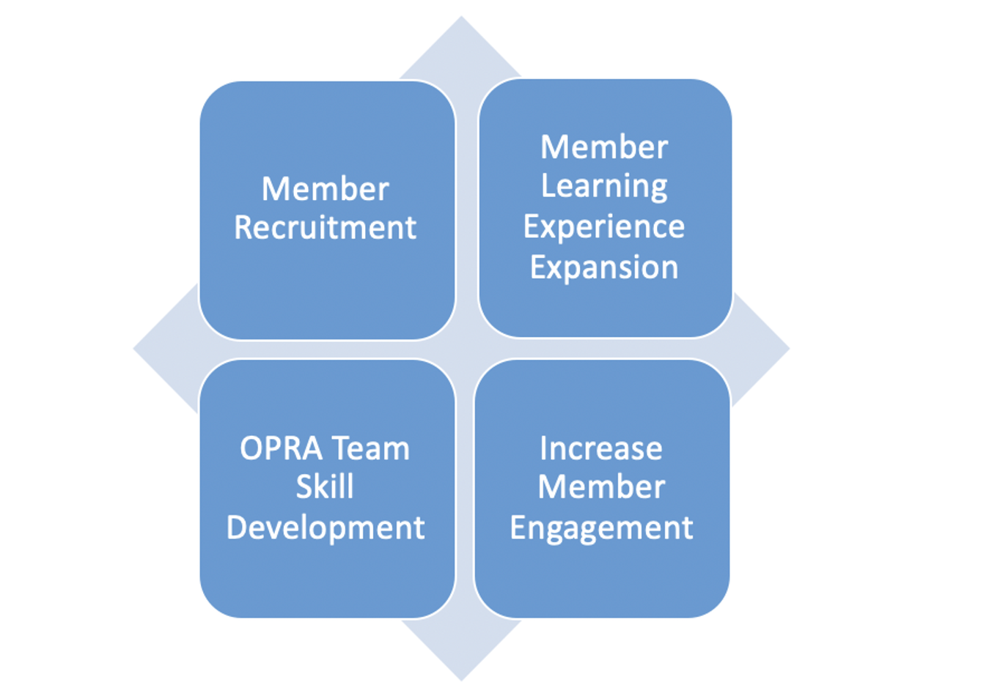 Member
Recruitment
Member
Learning
Experience
Expansion
OPRA Team
Skill
Development
Increase
Member
Engagement